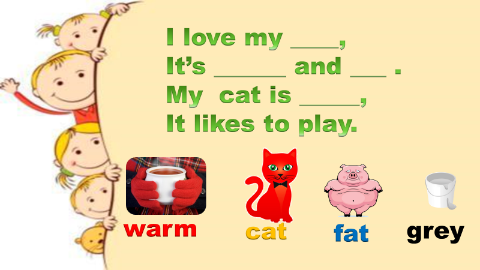 I love my ____,
It’s ______ and ___ .
My  cat is _____,
It likes to play.
warm cat fat grey